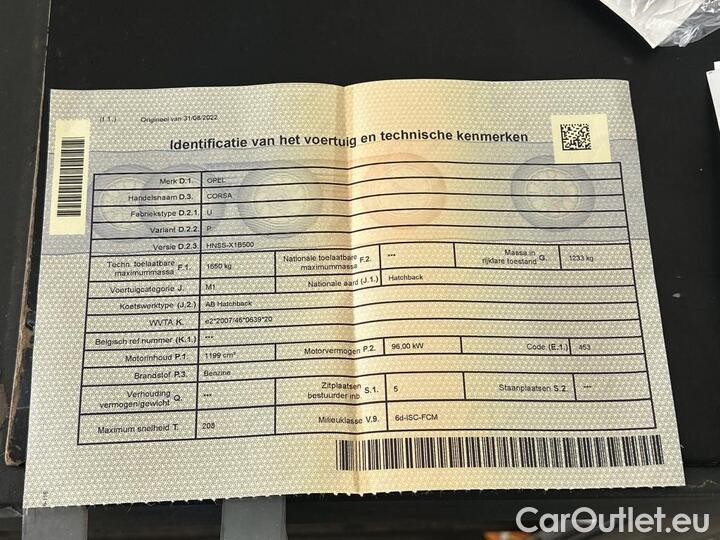 (I 1.) Origineel van 31/08/2022
Identificatie van het voertuig en technische kenmerken
Merk D.1. OPEL
Handelsnaam D.3. CORSA
Fabriekstype D.2.1. U
Variant D.2.2. P
Versie D.2.3 HNSS-X1B500
Techn. toelaatbare maximummassa F.1. 1650 kg Nationale toelaatbare maximummassa F.2. *** Massa in rijklare toestand G. 1233 kg
Voertuigcategorie J. M1 Nationale aard (J.1.) Hatchback
Koetswerktype (J.2.) AB Hatchback
WVTA K. e2*2007/46*0639*20
Belgisch ref nummer (K.1.) ***
Motorinhoud P.1. 1199 cm³ Motorvermogen P.2. 96,00 kW Code (E.1.) 453
Brandstof P.3. Benzine
Verhouding vermogen/gewicht Q. *** Zitplaatsen bestuurder inb. S.1. 5 Staanplaatsen S.2. ***
Maximum snelheid T. 208 Milieuklasse V.9. 6d-ISC-FCM
CarOutlet.eu